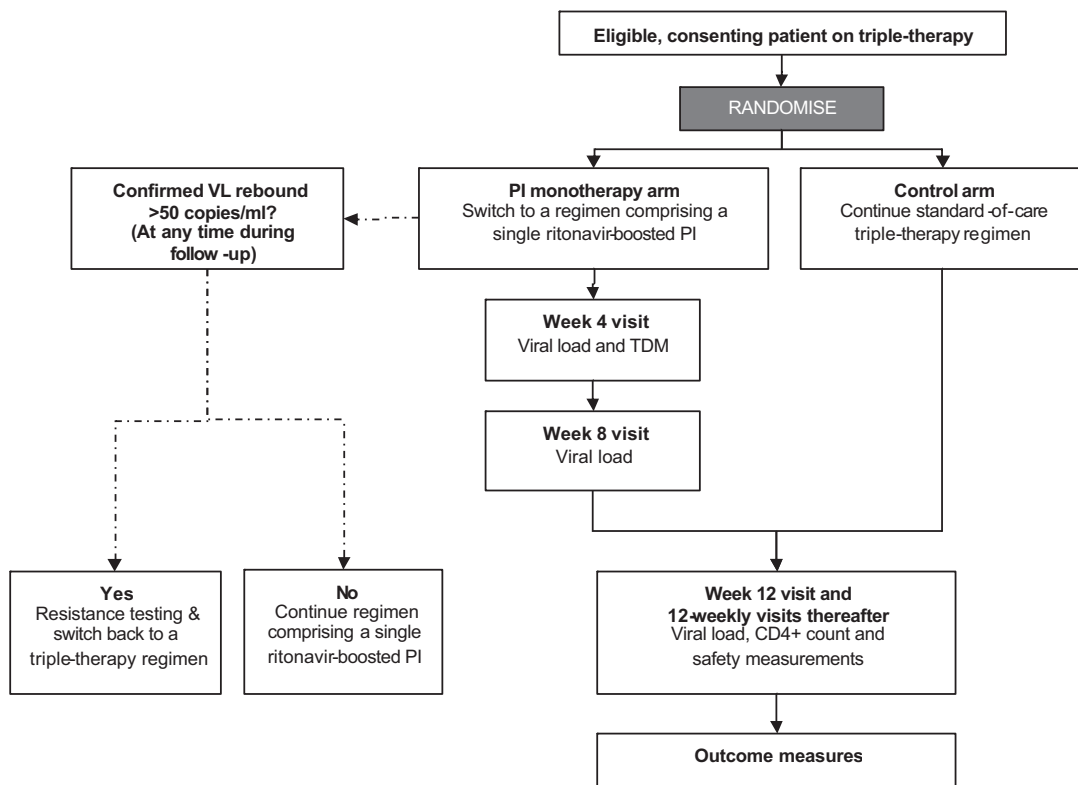 Eligible, consenting patient on triple-therapy
RANDOMISE
Confirmed VL rebound
>50 copies/ml?
(At any time during
follow -up)
PI monotherapy arm
Switch to a regimen comprising a
single ritonavir-boosted PI
Control arm
Continue standard-of-care
triple-therapy regimen
Week 4 visit
Viral load and TDM
Week 8 visit
Viral load
Yes
Resistance testing &
switch back to a
triple-therapy regimen
No
Continue regimen
comprising a single
ritonavir-boosted PI
Week 12 visit and
12-weekly visits thereafter
Viral load, CD4+ count and
safety measurements
Outcome measures